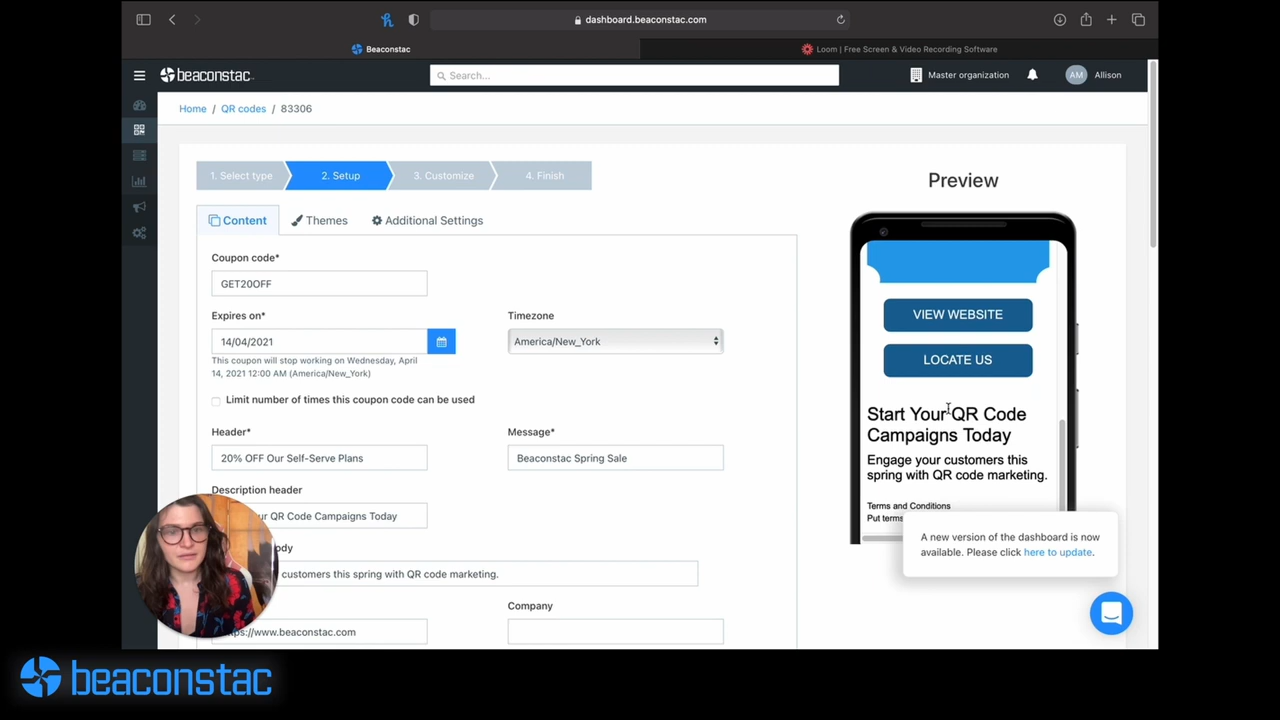 dashboard.beaconstac.com
Beaconstac
Loom | Free Screen & Video Recording Software
beaconstac
Search...
Master organization
AM
Allison
Home / QR codes / 83306
1. Select type
2. Setup
3. Customize
4. Finish
Content
Themes
Additional Settings
Coupon code*
GET20OFF
Expires on*
14/04/2021
This coupon will stop working on Wednesday, April
14, 2021 12:00 AM (America/New_York)
Timezone
America/New_York
Limit number of times this coupon code can be used
Header*
20% OFF Our Self-Serve Plans
Message*
Beaconstac Spring Sale
Description header
QR Code Campaigns Today
customers this spring with QR code marketing.
Company
://www.beaconstac.com
Preview
VIEW WEBSITE
LOCATE US
Start Your QR Code
Campaigns Today
Engage your customers this
spring with QR code marketing.
Terms and Conditions
Put terms
A new version of the dashboard is now
available. Please click here to update.
beaconstac